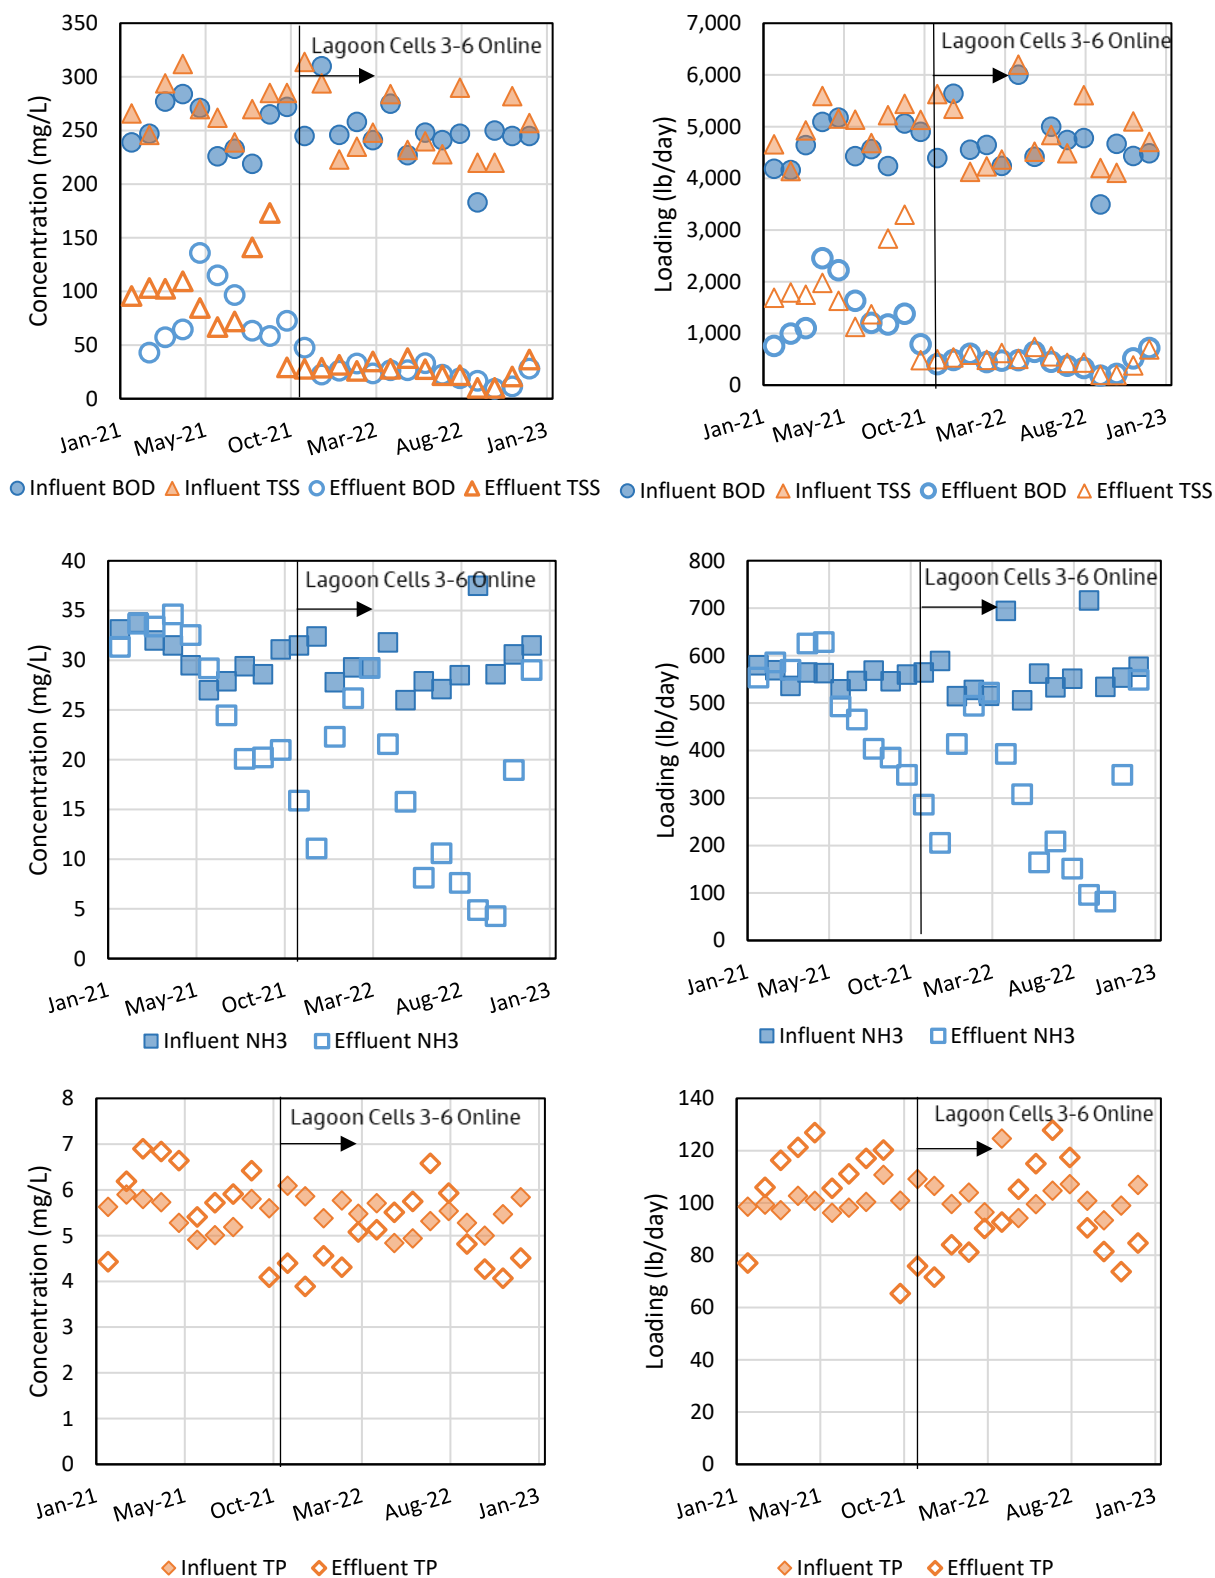 Lagoon Cells 3-6 Online
Concentration (mg/L)
350
300
250
200
150
100
50
0
Jan-21 May-21 Oct-21 Mar-22 Aug-22 Jan-23
Influent BOD Influent TSS Effluent BOD Effluent TSS
Lagoon Cells 3-6 Online
Loading (lb/day)
7,000
6,000
5,000
4,000
3,000
2,000
1,000
0
Jan-21 May-21 Oct-21 Mar-22 Aug-22 Jan-23
Influent BOD Influent TSS Effluent BOD Effluent TSS
Lagoon Cells 3-6 Online
Concentration (mg/L)
40
35
30
25
20
15
10
5
0
Jan-21 May-21 Oct-21 Mar-22 Aug-22 Jan-23
Influent NH3 Effluent NH3
Lagoon Cells 3-6 Online
Loading (lb/day)
800
700
600
500
400
300
200
100
0
Jan-21 May-21 Oct-21 Mar-22 Aug-22 Jan-23
Influent NH3 Effluent NH3
Lagoon Cells 3-6 Online
Concentration (mg/L)
8
7
6
5
4
3
2
1
0
Jan-21 May-21 Oct-21 Mar-22 Aug-22 Jan-23
Influent TP Effluent TP
Lagoon Cells 3-6 Online
Loading (lb/day)
140
120
100
80
60
40
20
0
Jan-21 May-21 Oct-21 Mar-22 Aug-22 Jan-23
Influent TP Effluent TP